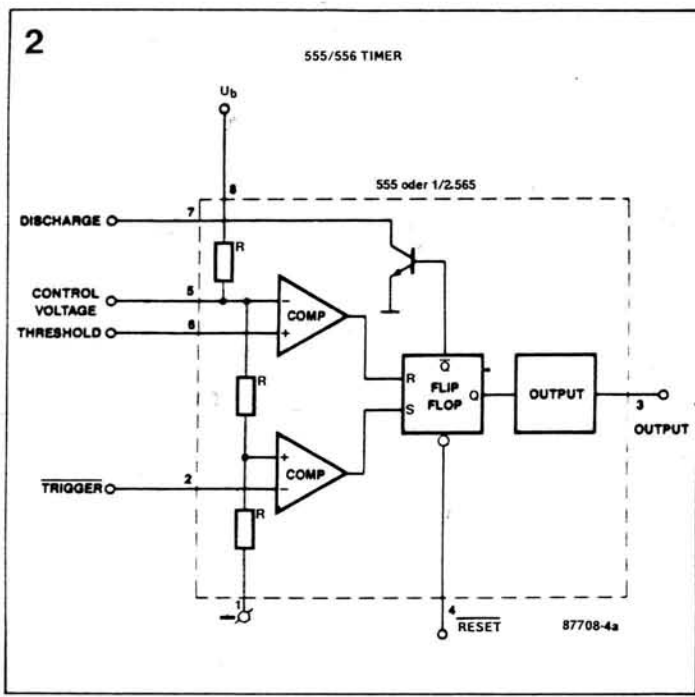 2
555/556 TIMER
Ub
8
555 oder 1/2.565
7
DISCHARGE
R
CONTROL
VOLTAGE
5
THRESHOLD
6
−
+
COMP
R
Q
R
FLIP
FLOP
S
Q
OUTPUT
3
OUTPUT
+
−
COMP
TRIGGER
2
R
1
4
RESET
87708-4a